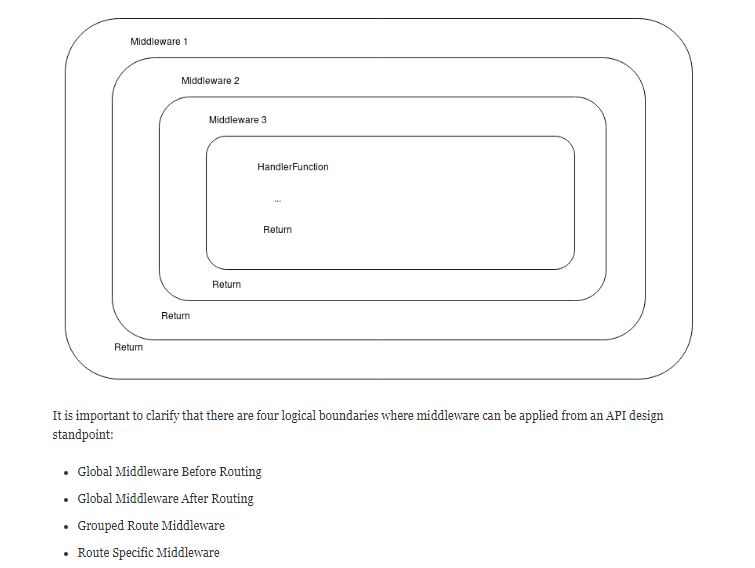 Middleware 1
Middleware 2
Middleware 3
HandlerFunction
...
Return
Return
Return
Return
It is important to clarify that there are four logical boundaries where middleware can be applied from an API design
standpoint:
• Global Middleware Before Routing
• Global Middleware After Routing
• Grouped Route Middleware
• Route Specific Middleware